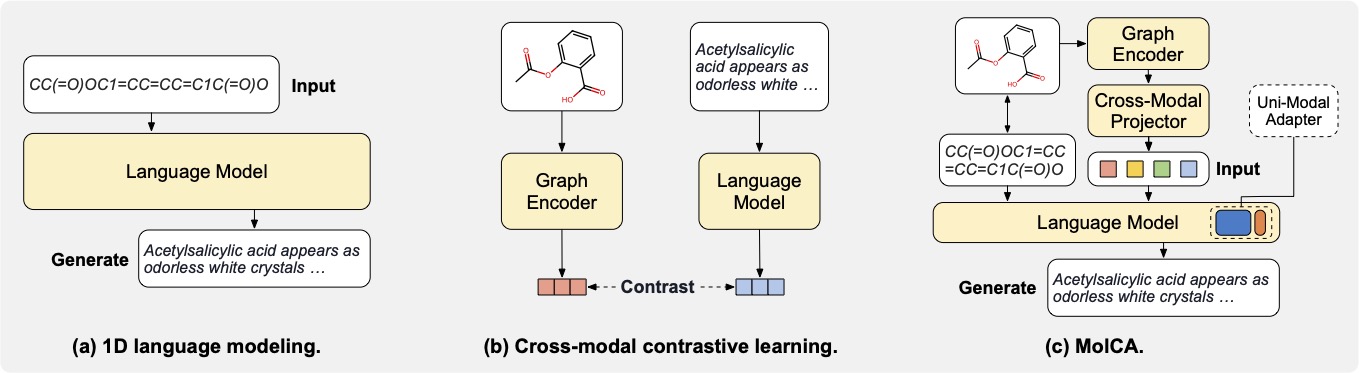 CC(=O)OC1=CC=CC=C1C(=O)O
Input
Language Model
Generate
Acetylsalicylic acid appears as
odorless white crystals ...
(a) 1D language modeling.
O
O
HO
O
Graph
Encoder
Acetylsalicylic
acid appears as
odorless white ...
Language
Model
Contrast
(b) Cross-modal contrastive learning.
O
O
HO
O
Graph
Encoder
Cross-Modal
Projector
Uni-Modal
Adapter
CC(=O)OC1=CC
=CC=C1C(=O)O
Input
Language Model
Generate
Acetylsalicylic acid appears as
odorless white crystals ...
(c) MolCA.